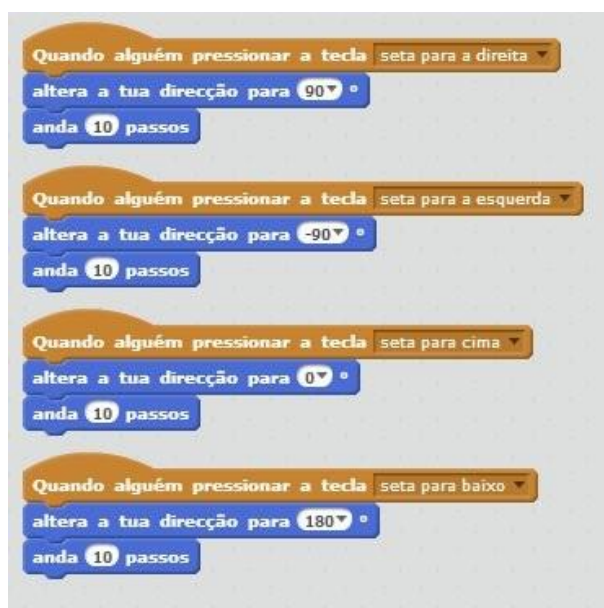 Quando alguém pressionar a tecla seta para a direita
altera a tua direcção para 90 °
anda 10 passos
Quando alguém pressionar a tecla seta para a esquerda
altera a tua direcção para -90 °
anda 10 passos
Quando alguém pressionar a tecla seta para cima
altera a tua direcção para 0 °
anda 10 passos
Quando alguém pressionar a tecla seta para baixo
altera a tua direcção para 180 °
anda 10 passos